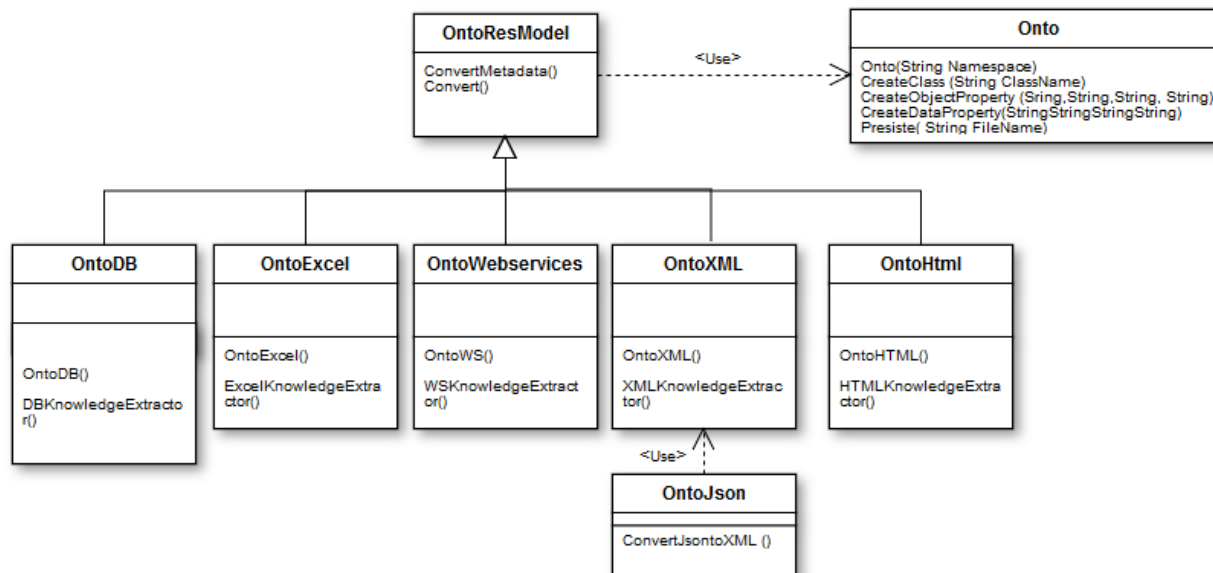 OntoResModel
ConvertMetadata()
Convert()
<Use>
Onto
Onto(String Namespace)
CreateClass (String ClassName)
CreateObjectProperty (Sring,String,String, String)
CreateDataProperty(StringStringStringString)
Presiste( String FileName)
OntoDB
OntoDB()
DBKnowledgeExtracto
r()
OntoExcel
OntoExcel()
ExcelKnowledgeExtra
ctor()
OntoWebservices
OntoWS()
WSKnowledgeExtract
or()
OntoXML
OntoXML()
XMLKnowledgeExtrac
tor()
OntoHtml
OntoHTML()
HTMLKnowledgeExtra
ctor()
<Use>
OntoJson
ConvertJsontoXML ()